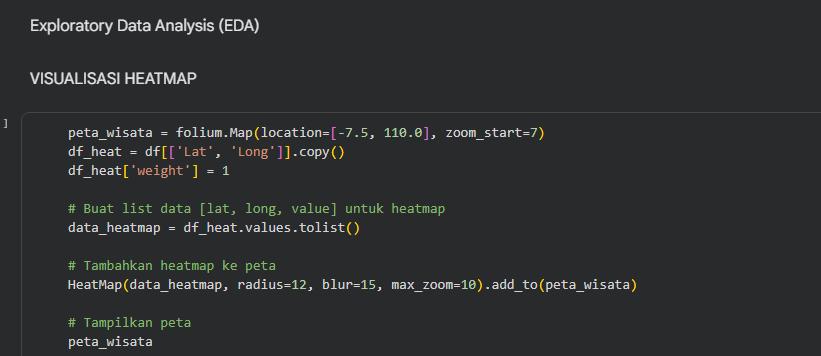 Exploratory Data Analysis (EDA)
VISUALISASI HEATMAP
]
peta_wisata = folium.Map(location=[-7.5, 110.0], zoom_start=7)
df_heat = df[['Lat', 'Long']].copy()
df_heat['weight'] = 1
# Buat list data [lat, long, value] untuk heatmap
data_heatmap = df_heat.values.tolist()
# Tambahkan heatmap ke peta
HeatMap(data_heatmap, radius=12, blur=15, max_zoom=10).add_to(peta_wisata)
# Tampilkan peta
peta_wisata